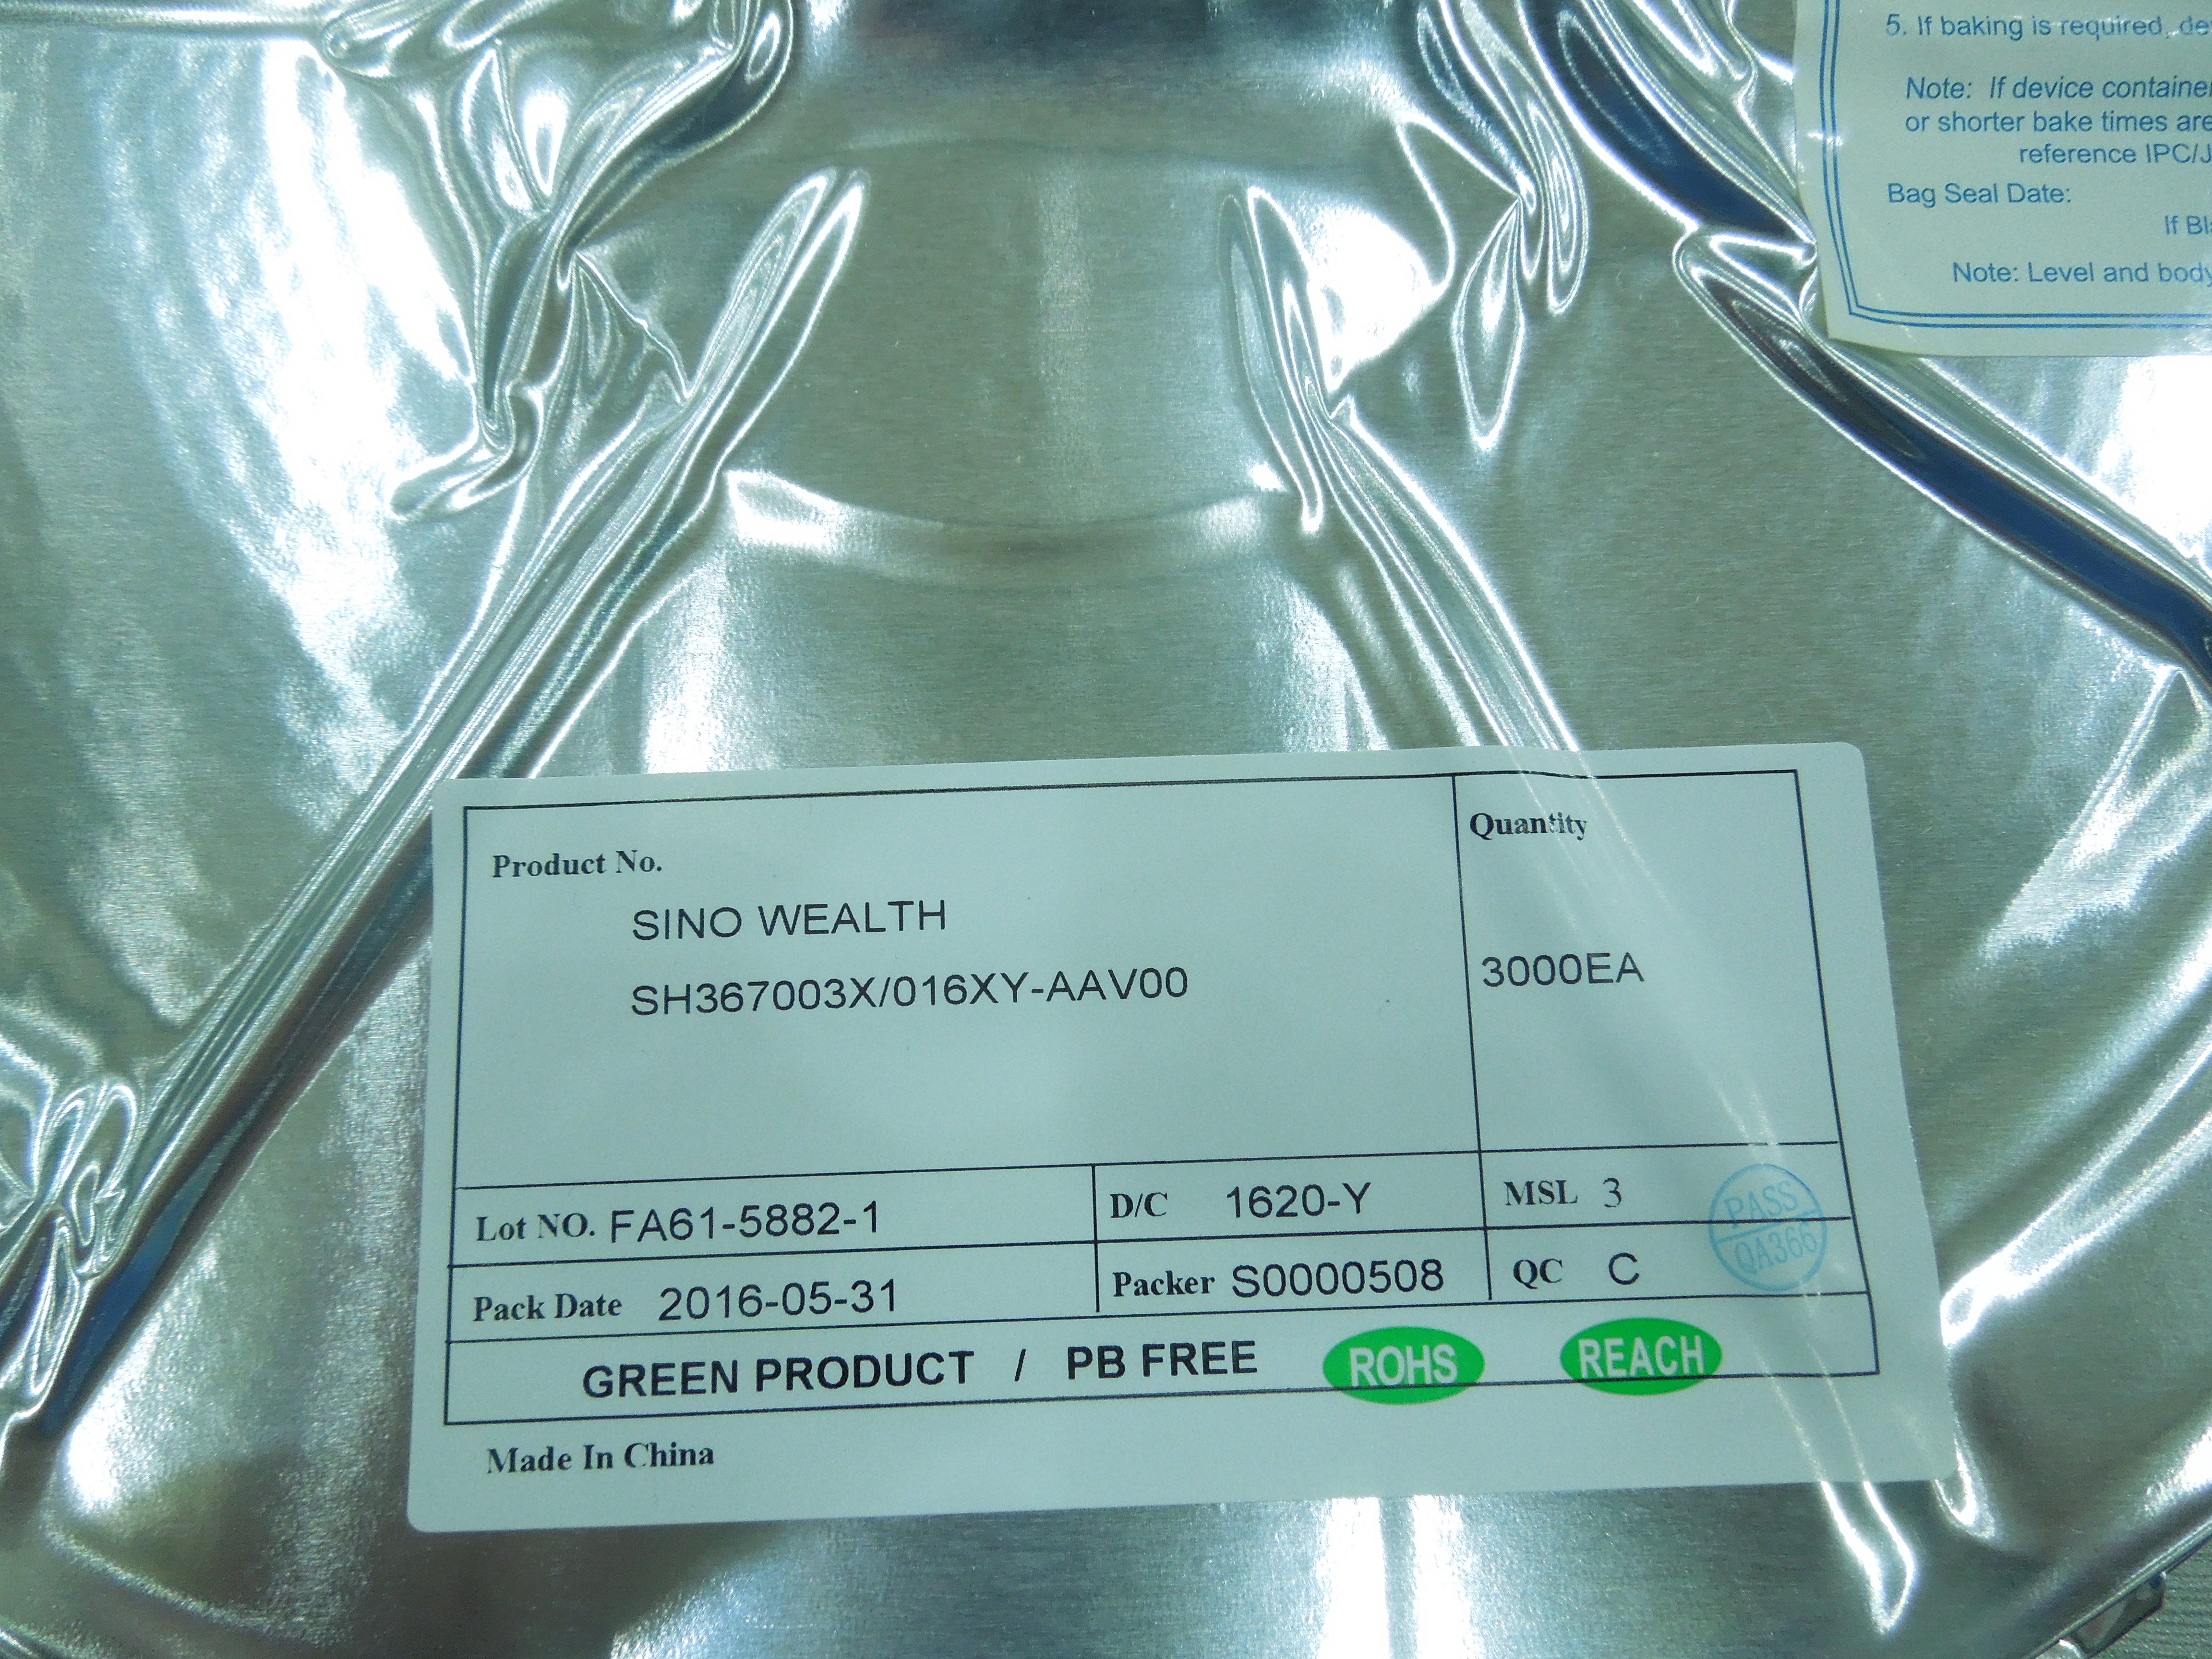 5. If baking is required, de
Note: If device container
or shorter bake times are
reference IPC/J
Bag Seal Date:
If Bl
Note: Level and body
Product No.
SINO WEALTH
SH367003X/016XY-AAV00
Quantity
3000EA
Lot NO. FA61-5882-1
D/C 1620-Y
MSL 3
Pack Date 2016-05-31
Packer S0000508
QC C
PASS
QA366
GREEN PRODUCT / PB FREE ROHS REACH
Made In China